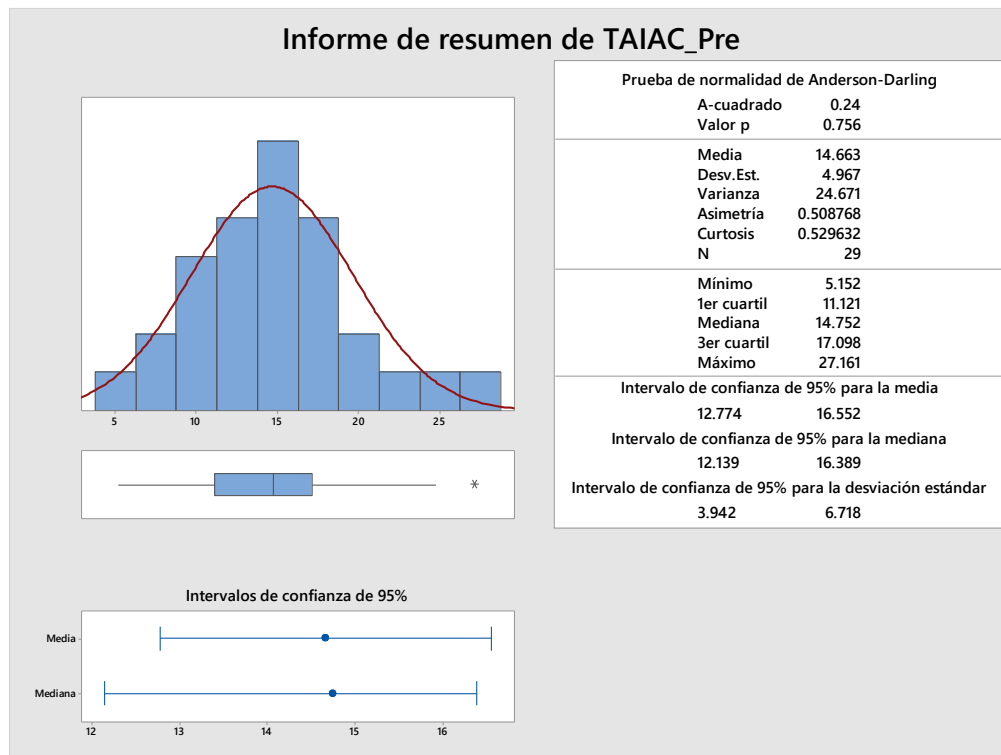 Informe de resumen de TAIAC_Pre
5 10 15 20 25
*
Intervalos de confianza de 95%
Media
Mediana
12 13 14 15 16
Prueba de normalidad de Anderson-Darling
A-cuadrado 0.24
Valor p 0.756
Media 14.663
Desv.Est. 4.967
Varianza 24.671
Asimetría 0.508768
Curtosis 0.529632
N 29
Mínimo 5.152
1er cuartil 11.121
Mediana 14.752
3er cuartil 17.098
Máximo 27.161
Intervalo de confianza de 95% para la media
12.774 16.552
Intervalo de confianza de 95% para la mediana
12.139 16.389
Intervalo de confianza de 95% para la desviación estándar
3.942 6.718